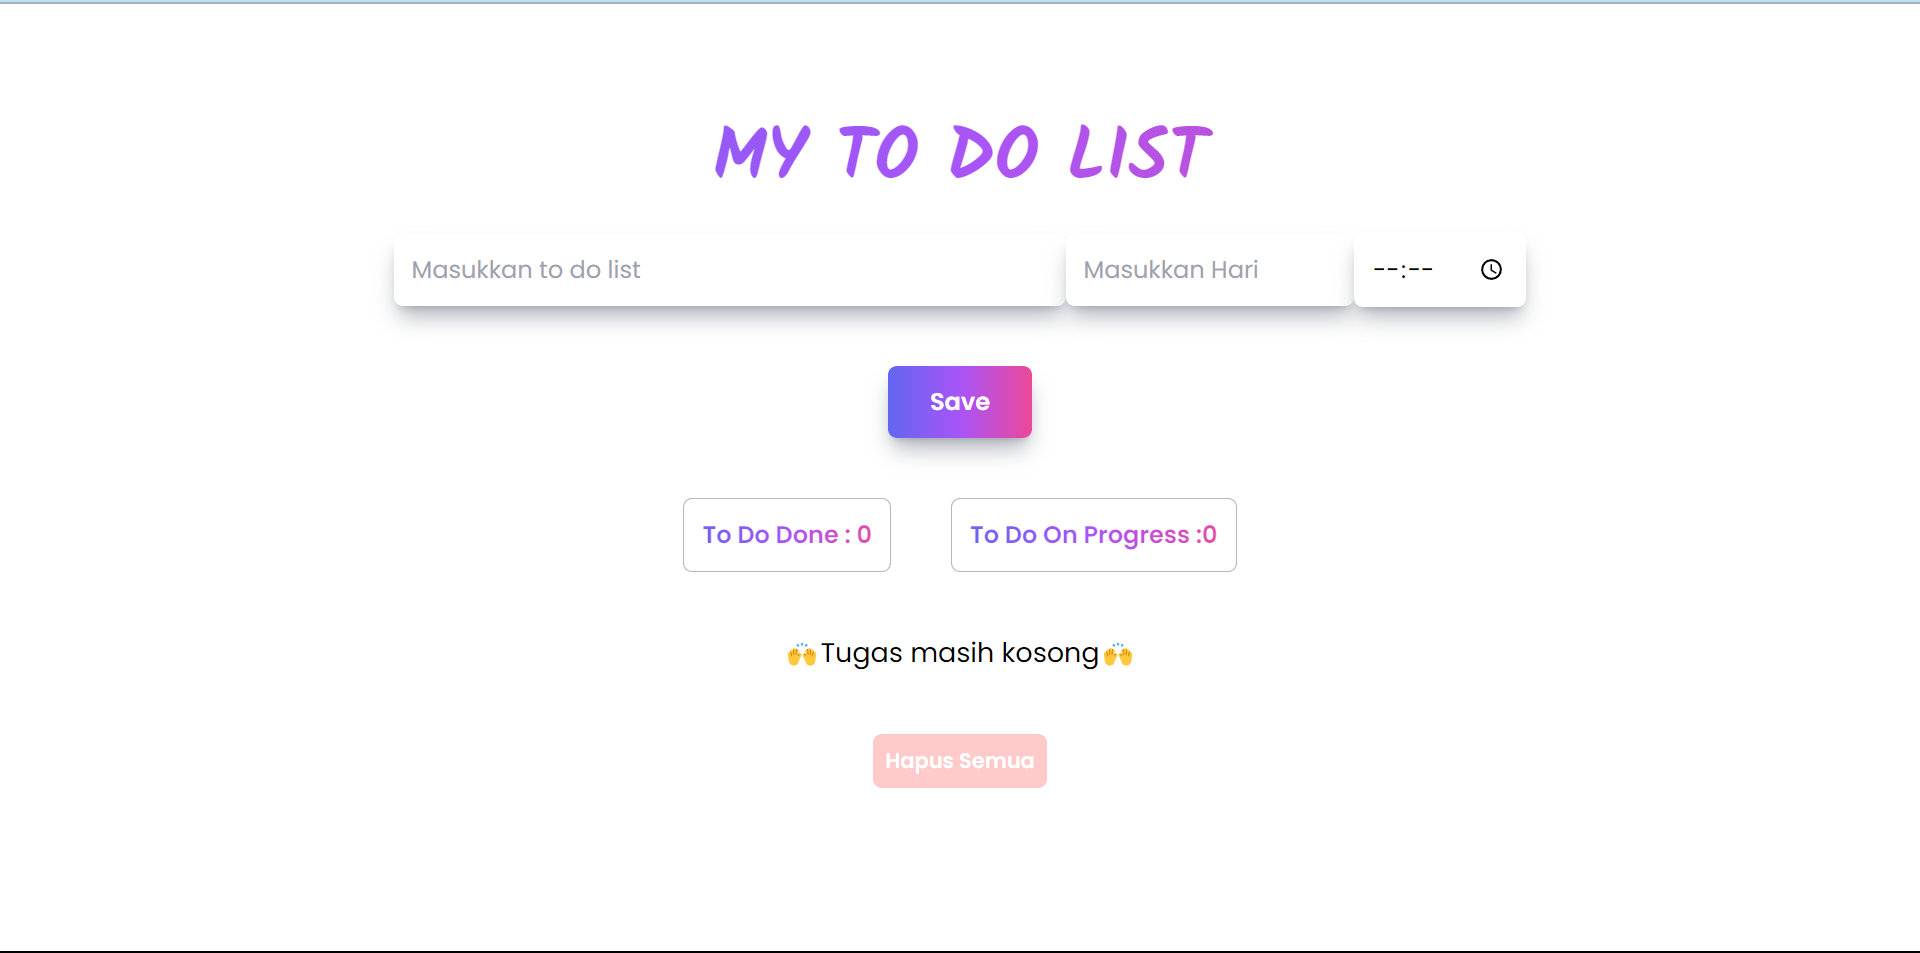 MY TO DO LIST
Masukkan to do list Masukkan Hari --:--
Save
To Do Done : 0 To Do On Progress :0
🙌Tugas masih kosong🙌
Hapus Semua